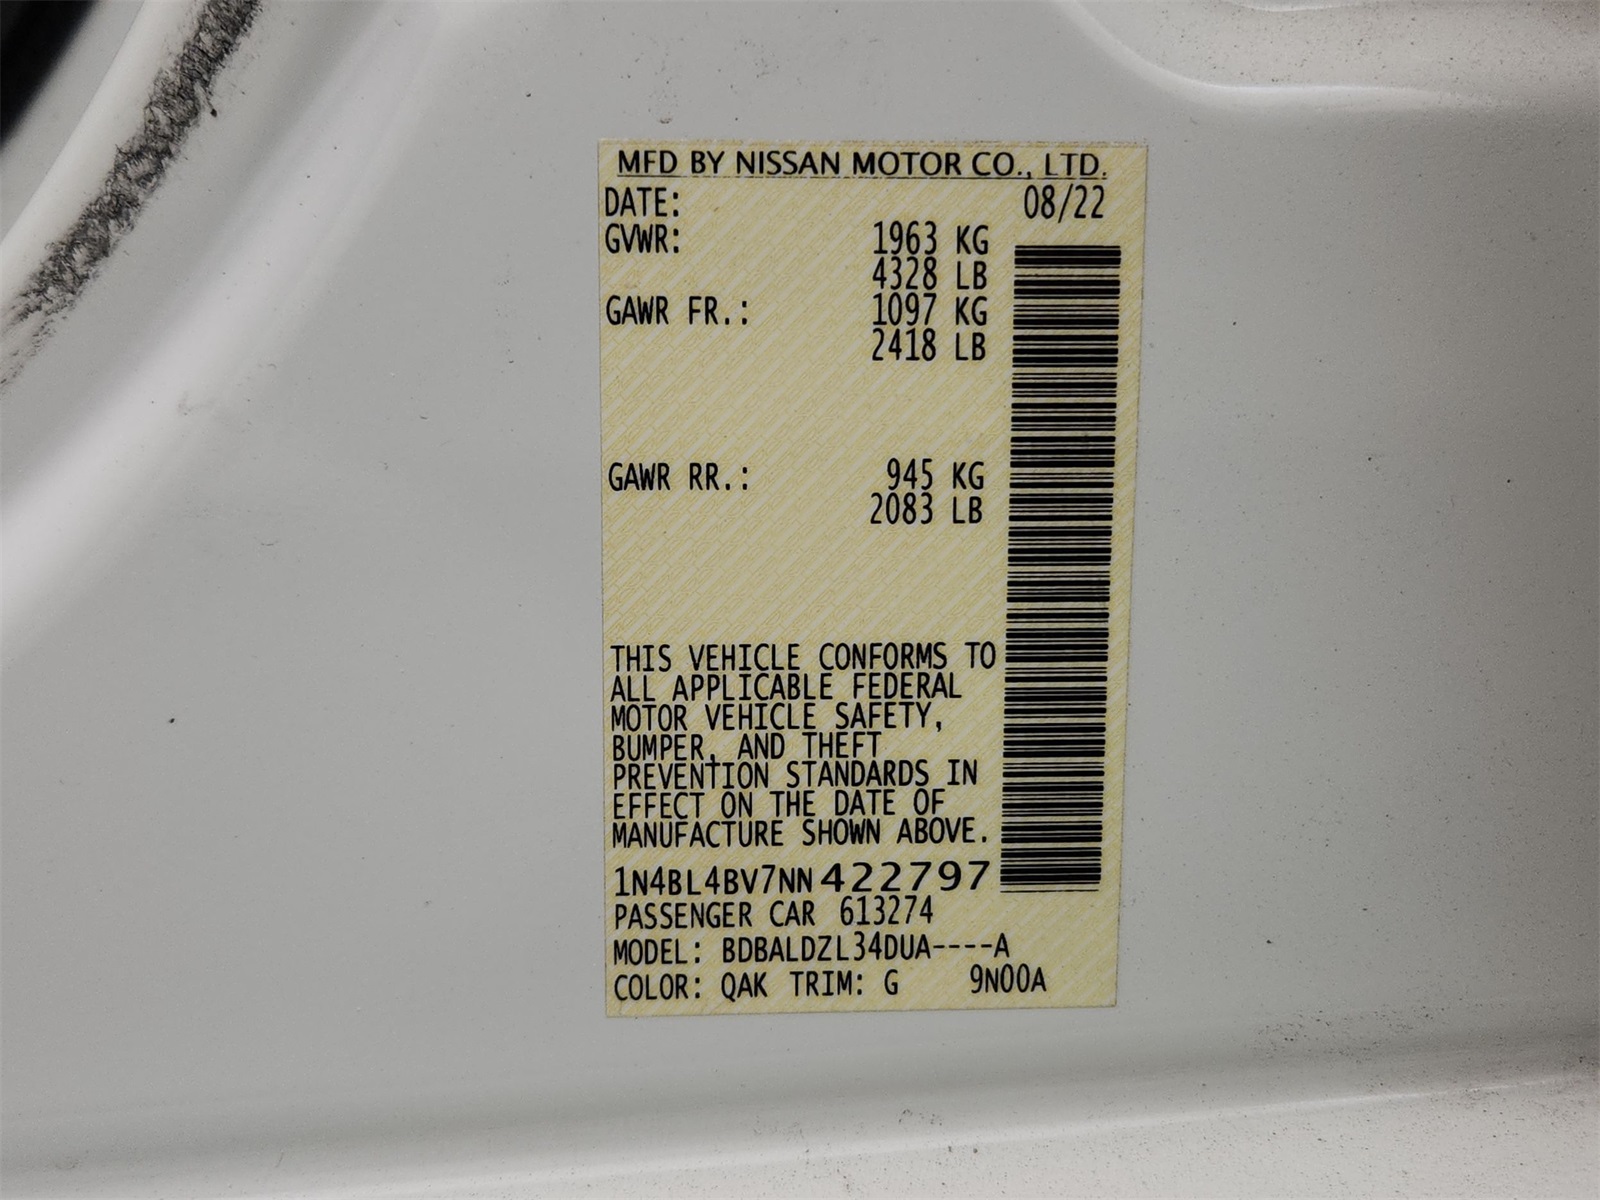 MFD BY NISSAN MOTOR CO., LTD.
DATE: 08/22
GVWR: 1963 KG
4328 LB
GAWR FR.: 1097 KG
2418 LB
GAWR RR.: 945 KG
2083 LB
THIS VEHICLE CONFORMS TO
ALL APPLICABLE FEDERAL
MOTOR VEHICLE SAFETY,
BUMPER, AND THEFT
PREVENTION STANDARDS IN
EFFECT ON THE DATE OF
MANUFACTURE SHOWN ABOVE.
1N4BL4BV7NN422797
PASSENGER CAR 613274
MODEL: BDBALDZL34DUA----A
COLOR: QAK TRIM: G 9N00A